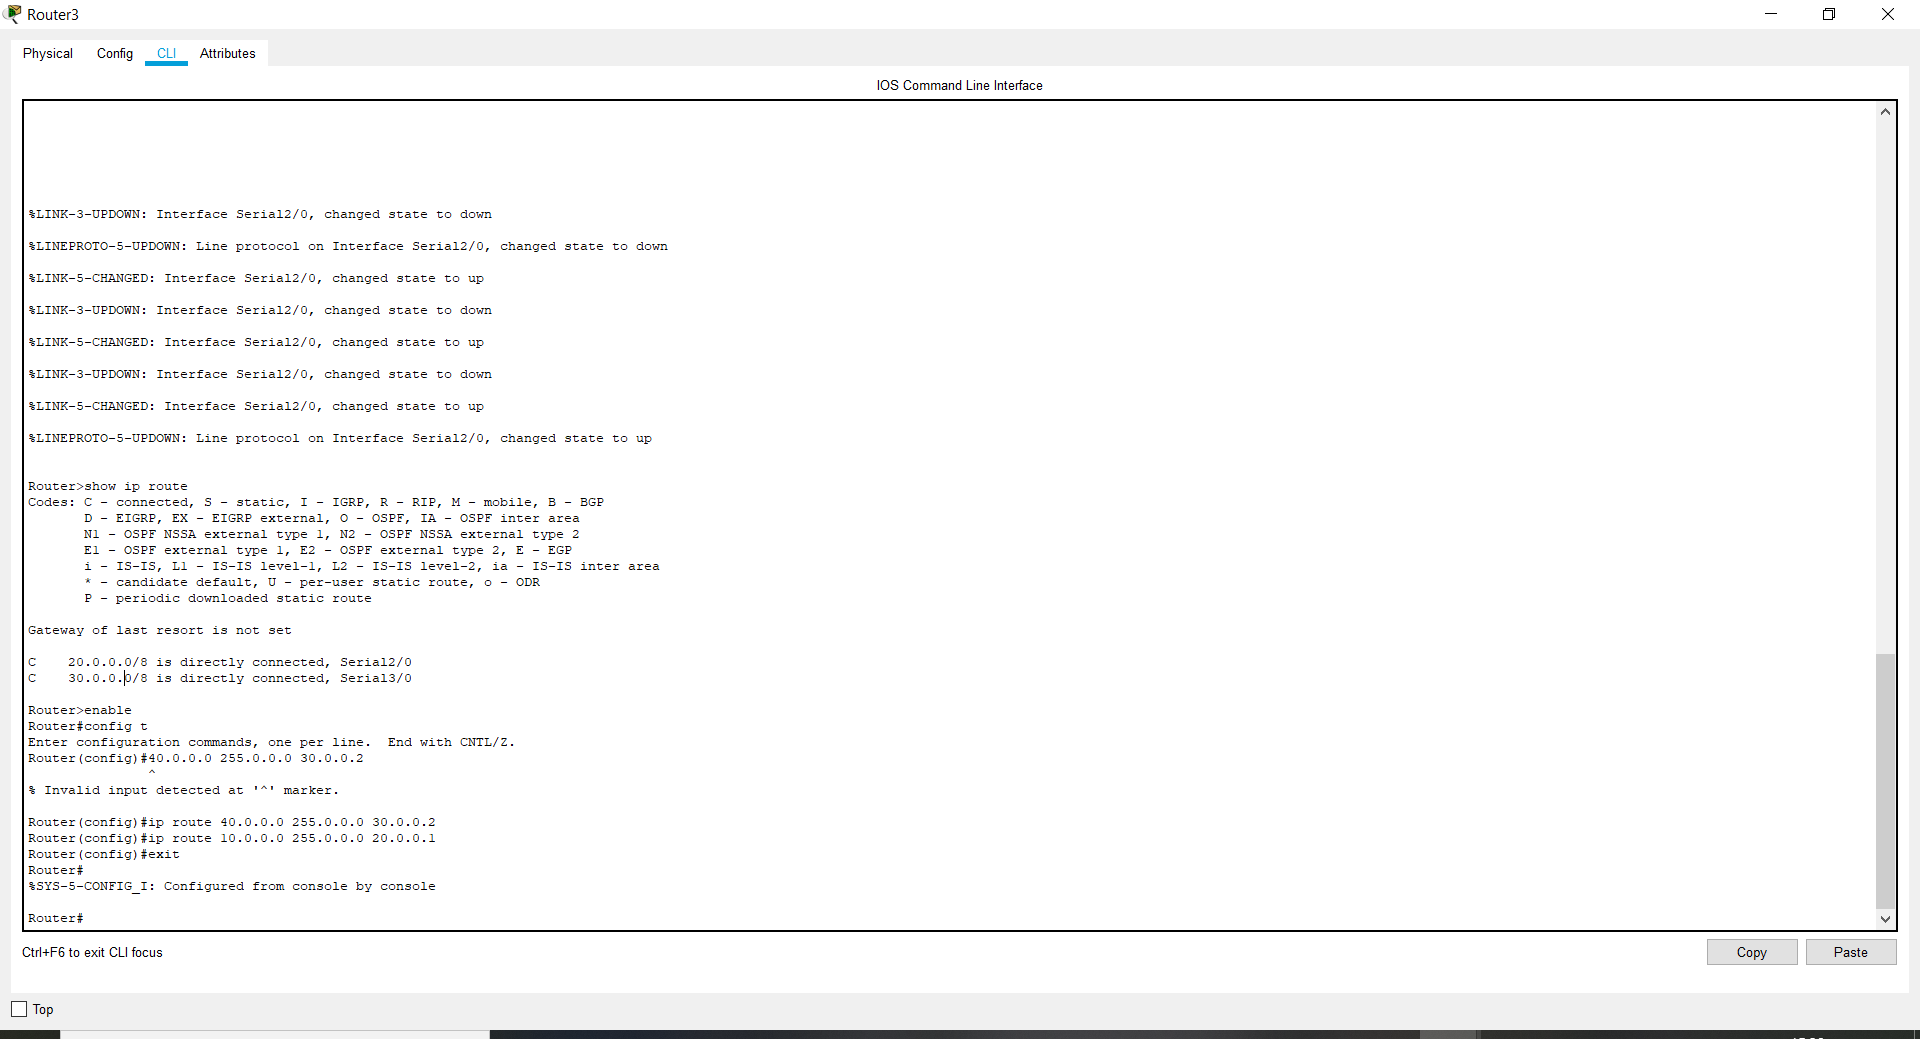 Router3
Physical Config CLI Attributes
IOS Command Line Interface
%LINK-3-UPDOWN: Interface Serial2/0, changed state to down
%LINEPROTO-5-UPDOWN: Line protocol on Interface Serial2/0, changed state to down
%LINK-5-CHANGED: Interface Serial2/0, changed state to up
%LINK-3-UPDOWN: Interface Serial2/0, changed state to down
%LINK-5-CHANGED: Interface Serial2/0, changed state to up
%LINK-3-UPDOWN: Interface Serial2/0, changed state to down
%LINK-5-CHANGED: Interface Serial2/0, changed state to up
%LINEPROTO-5-UPDOWN: Line protocol on Interface Serial2/0, changed state to up
Router>show ip route
Codes: C - connected, S - static, I - IGRP, R - RIP, M - mobile, B - BGP
D - EIGRP, EX - EIGRP external, O - OSPF, IA - OSPF inter area
N1 - OSPF NSSA external type 1, N2 - OSPF NSSA external type 2
E1 - OSPF external type 1, E2 - OSPF external type 2, E - EGP
i - IS-IS, L1 - IS-IS level-1, L2 - IS-IS level-2, ia - IS-IS inter area
* - candidate default, U - per-user static route, o - ODR
P - periodic downloaded static route
Gateway of last resort is not set
C    20.0.0.0/8 is directly connected, Serial2/0
C    30.0.0.0/8 is directly connected, Serial3/0
Router>enable
Router#config t
Enter configuration commands, one per line.  End with CNTL/Z.
Router(config)#40.0.0.0 255.0.0.0 30.0.0.2
^
% Invalid input detected at '^' marker.
Router(config)#ip route 40.0.0.0 255.0.0.0 30.0.0.2
Router(config)#ip route 10.0.0.0 255.0.0.0 20.0.0.1
Router(config)#exit
Router#
%SYS-5-CONFIG_I: Configured from console by console
Router#
Ctrl+F6 to exit CLI focus
Copy Paste
Top